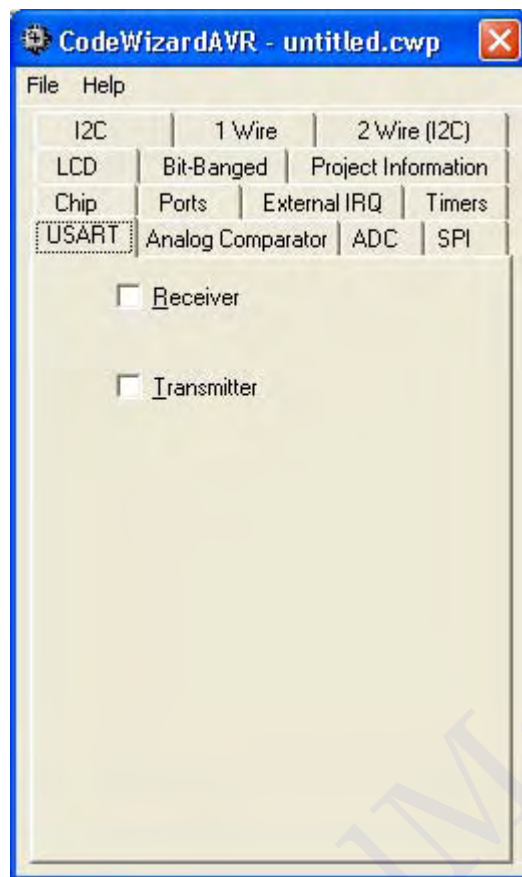 CodeWizardAVR - untitled.cwp
File Help
I2C 1 Wire 2 Wire (I2C)
LCD Bit-Banged Project Information
Chip Ports External IRQ Timers
USART Analog Comparator ADC SPI
Receiver
Transmitter